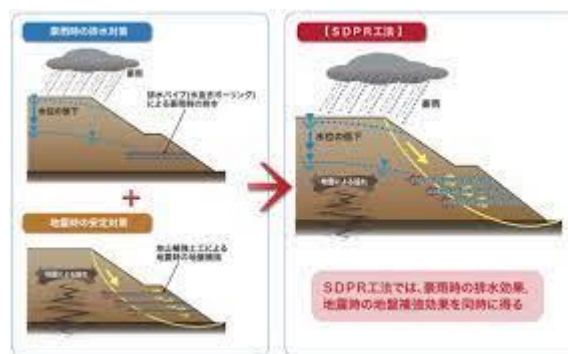 豪雨時の排水対策
豪雨
水位の低下
排水パイプ(水抜きボーリング)
による豪雨時の排水
+
地震時の安定対策
地山補強土工による
地震時の地盤補強
地震による揺れ
【SDPR工法】
豪雨
水位の低下
地震による揺れ
SDPR工法では、豪雨時の排水効果、
地震時の地盤補強効果を同時に得る